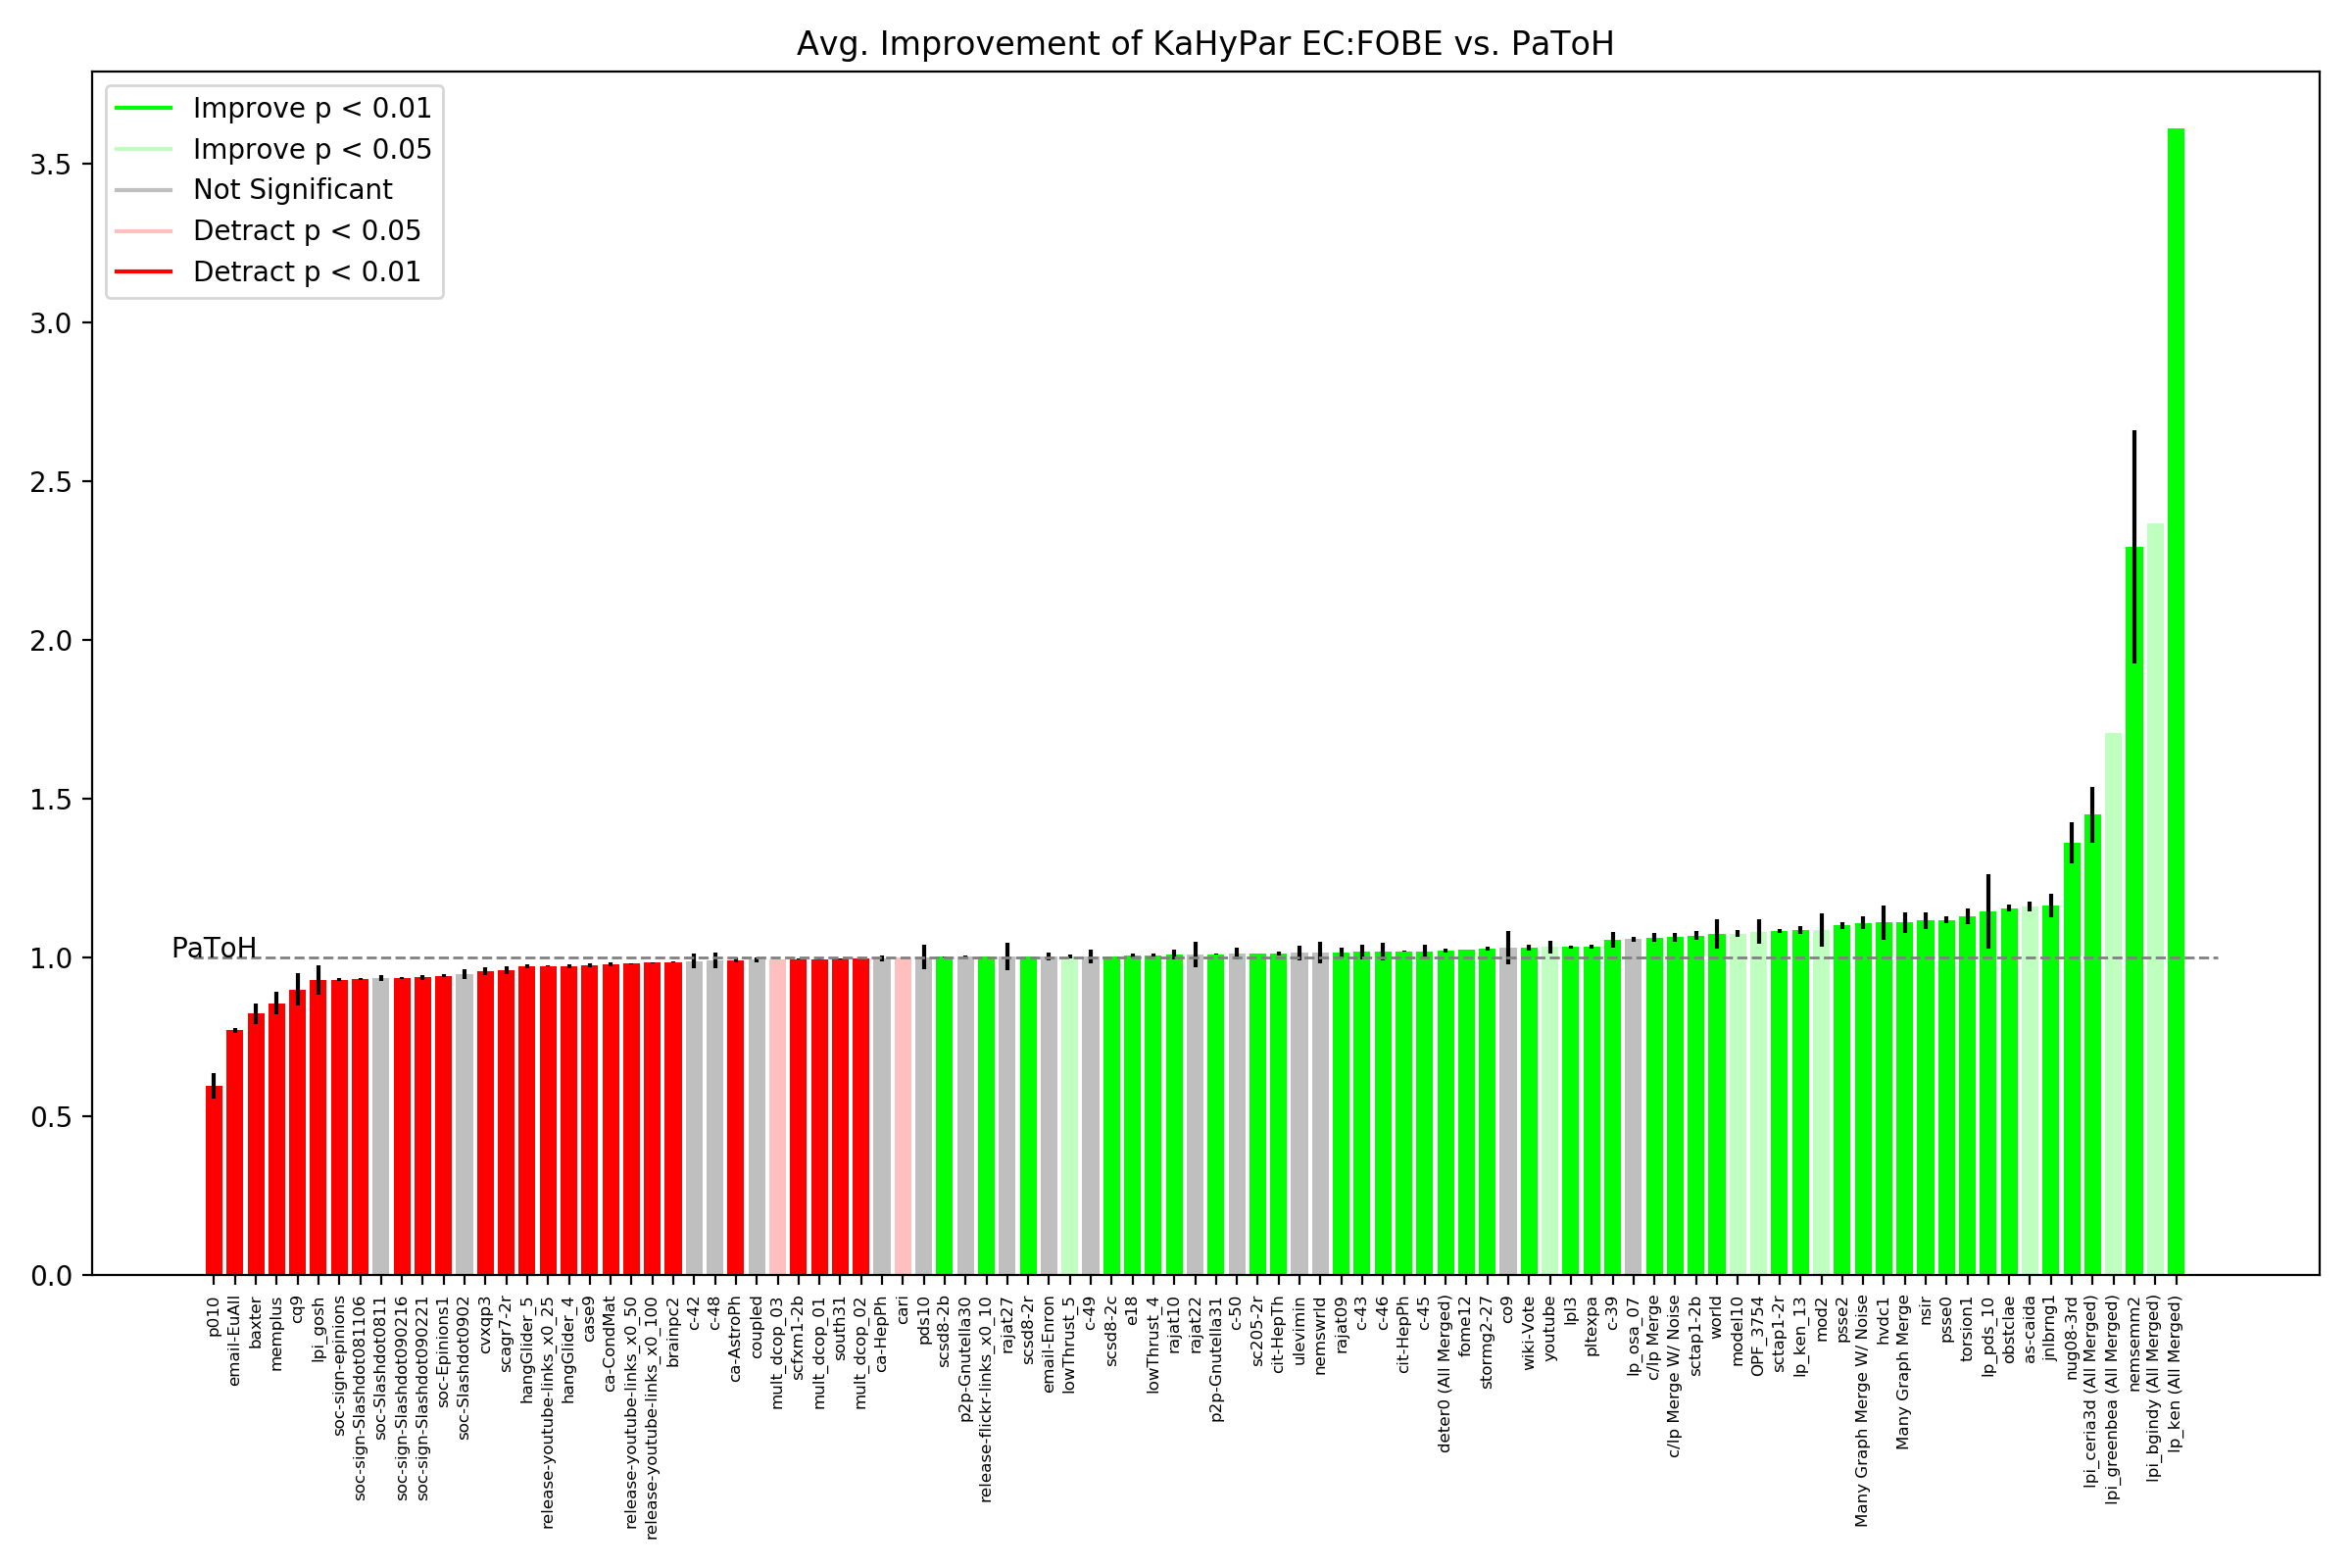 Avg. Improvement of KaHyPar EC:FOBE vs. PaToH
Improve p < 0.01
Improve p < 0.05
Not Significant
Detract p < 0.05
Detract p < 0.01
3.5
3.0
2.5
2.0
1.5
1.0
0.5
0.0
PaToH
p010
email-EuAll
baxter
memplus
cq9
lpi_gosh
soc-sign-epinions
soc-sign-Slashdot081106
soc-Slashdot0811
soc-sign-Slashdot090216
soc-sign-Slashdot090221
soc-Epinions1
soc-Slashdot0902
cvxqp3
scagr7-2r
hangGlider_5
release-youtube-links_x0_25
hangGlider_4
case9
ca-CondMat
release-youtube-links_x0_50
release-youtube-links_x0_100
brainpc2
c-42
c-48
ca-AstroPh
coupled
mult_dcop_03
scfxm1-2b
mult_dcop_01
south31
mult_dcop_02
ca-HepPh
cari
pds10
scsd8-2b
p2p-Gnutella30
release-flickr-links_x0_10
rajat27
scsd8-2r
email-Enron
lowThrust_5
c-49
scsd8-2c
e18
lowThrust_4
rajat10
rajat22
p2p-Gnutella31
c-50
sc205-2r
cit-HepTh
ulevimin
nemswrld
rajat09
c-43
c-46
cit-HepPh
c-45
deter0 (All Merged)
fome12
stormg2-27
co9
wiki-Vote
youtube
lpl3
pltexpa
c-39
lp_osa_07
c/lp Merge
c/lp Merge W/ Noise
sctap1-2b
world
model10
OPF_3754
sctap1-2r
lp_ken_13
mod2
psse2
Many Graph Merge W/ Noise
hvdc1
Many Graph Merge
nsir
psse0
torsion1
lp_pds_10
obstclae
as-caida
jnlbrng1
nug08-3rd
lpi_ceria3d (All Merged)
lpi_greenbea (All Merged)
nemsemm2
lpi_bgindy (All Merged)
lp_ken (All Merged)